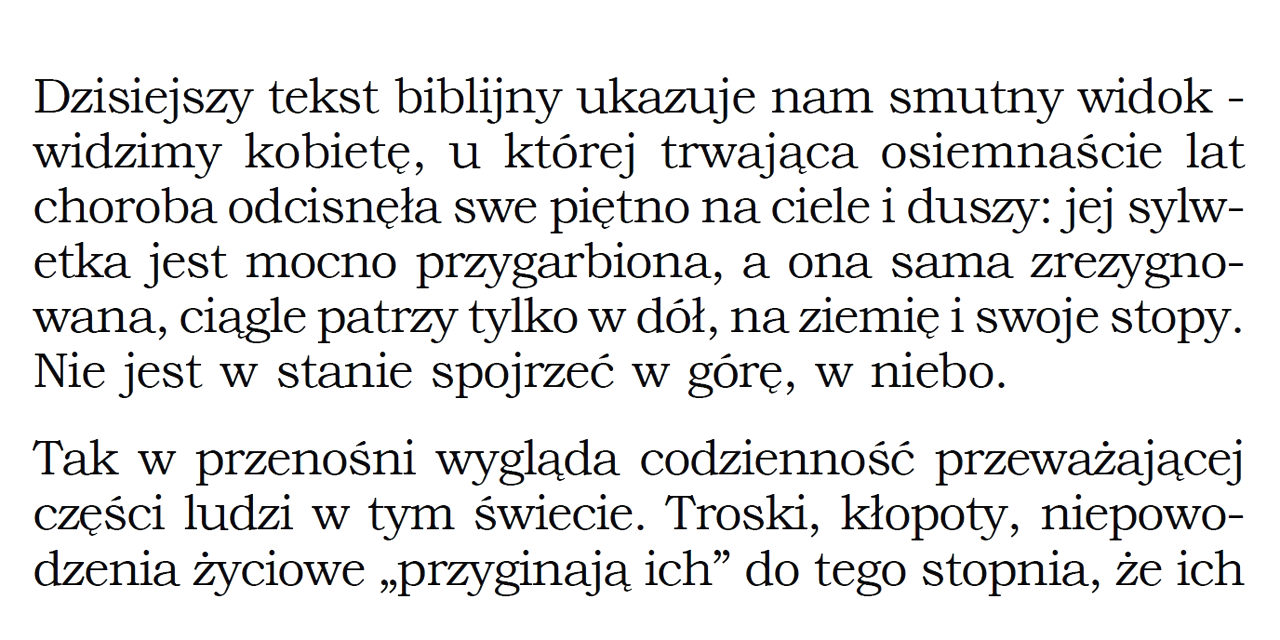 Dzisiejszy tekst biblijny ukazuje nam smutny widok -
widzimy kobietę, u której trwająca osiemnaście lat
choroba odcisnęła swe piętno na ciele i duszy: jej sylw-
etka jest mocno przygarbiona, a ona sama zrezygno-
wana, ciągle patrzy tylko w dół, na ziemię i swoje stopy.
Nie jest w stanie spojrzeć w górę, w niebo.
Tak w przenośni wygląda codzienność przeważającej
części ludzi w tym świecie. Troski, kłopoty, niepowo-
dzenia życiowe „przyginają ich” do tego stopnia, że ich